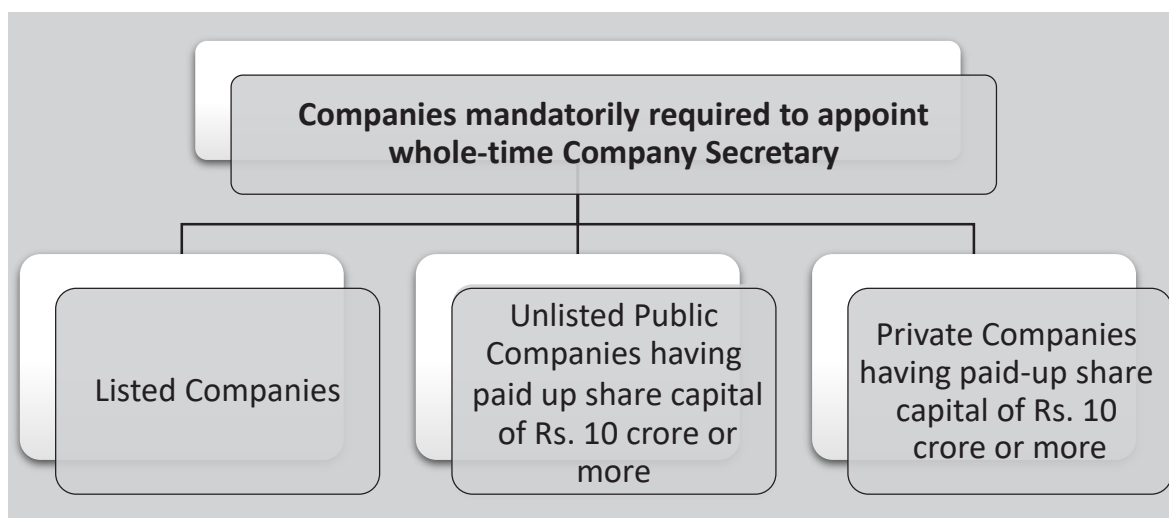 Companies mandatorily required to appoint
whole-time Company Secretary
Listed Companies
Unlisted Public
Companies having
paid up share capital
of Rs. 10 crore or
more
Private Companies
having paid-up share
capital of Rs. 10
crore or more